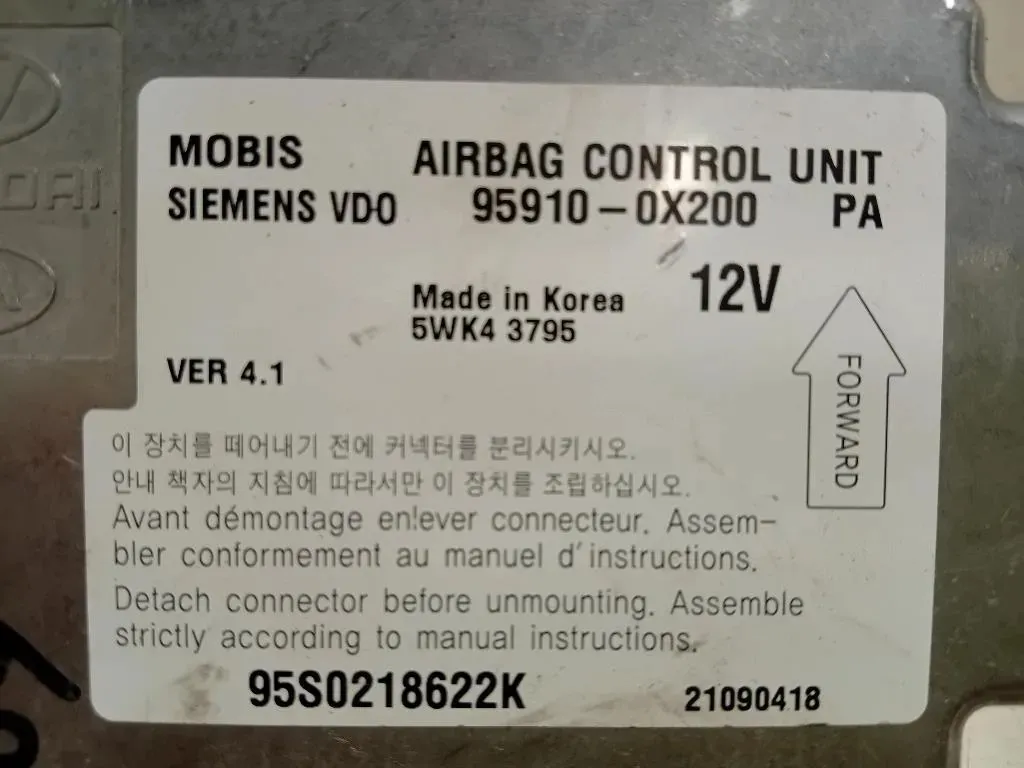 MOBIS AIRBAG CONTROL UNIT
SIEMENS VDO 95910-0X200 PA
12V
Made in Korea
5WK4 3795
VER 4.1
FORWARD
이 장치를 떼어내기 전에 커넥터를 분리시키시오.
안내 책자의 지침에 따라서만 이 장치를 조립하십시오.
Avant démontage enlever connecteur. Assem-
bler conformement au manuel d'instructions.
Detach connector before unmounting. Assemble
strictly according to manual instructions.
95S0218622K 21090418